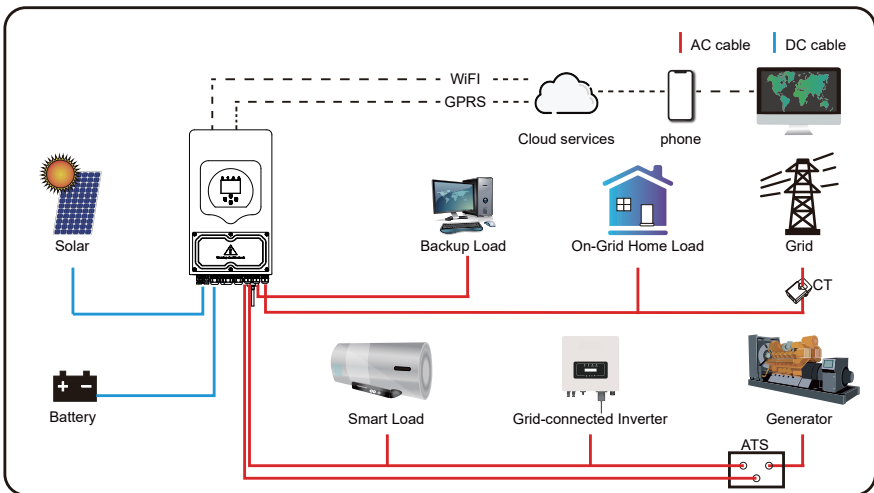 AC cable
DC cable
WiFI
GPRS
Cloud services
phone
Solar
Backup Load
On-Grid Home Load
Grid
CT
Battery
Smart Load
Grid-connected Inverter
Generator
ATS